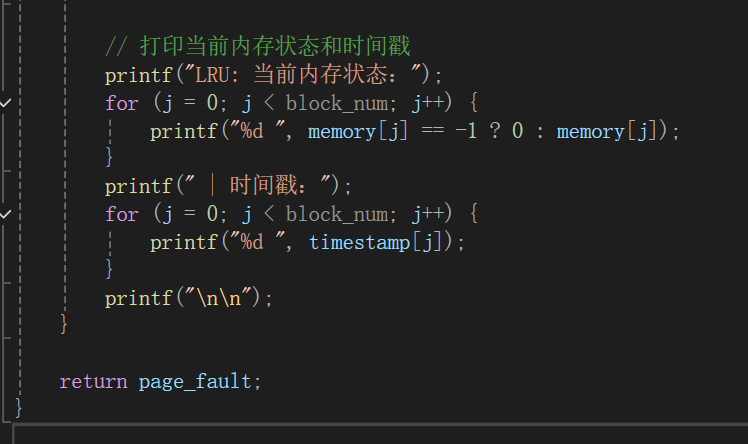 // 打印当前内存状态和时间戳
printf("LRU: 当前内存状态：");
for (j = 0; j < block_num; j++) {
printf("%d ", memory[j] == -1 ? 0 : memory[j]);
}
printf(" | 时间戳：");
for (j = 0; j < block_num; j++) {
printf("%d ", timestamp[j]);
}
printf("\n\n");
}
return page_fault;
}